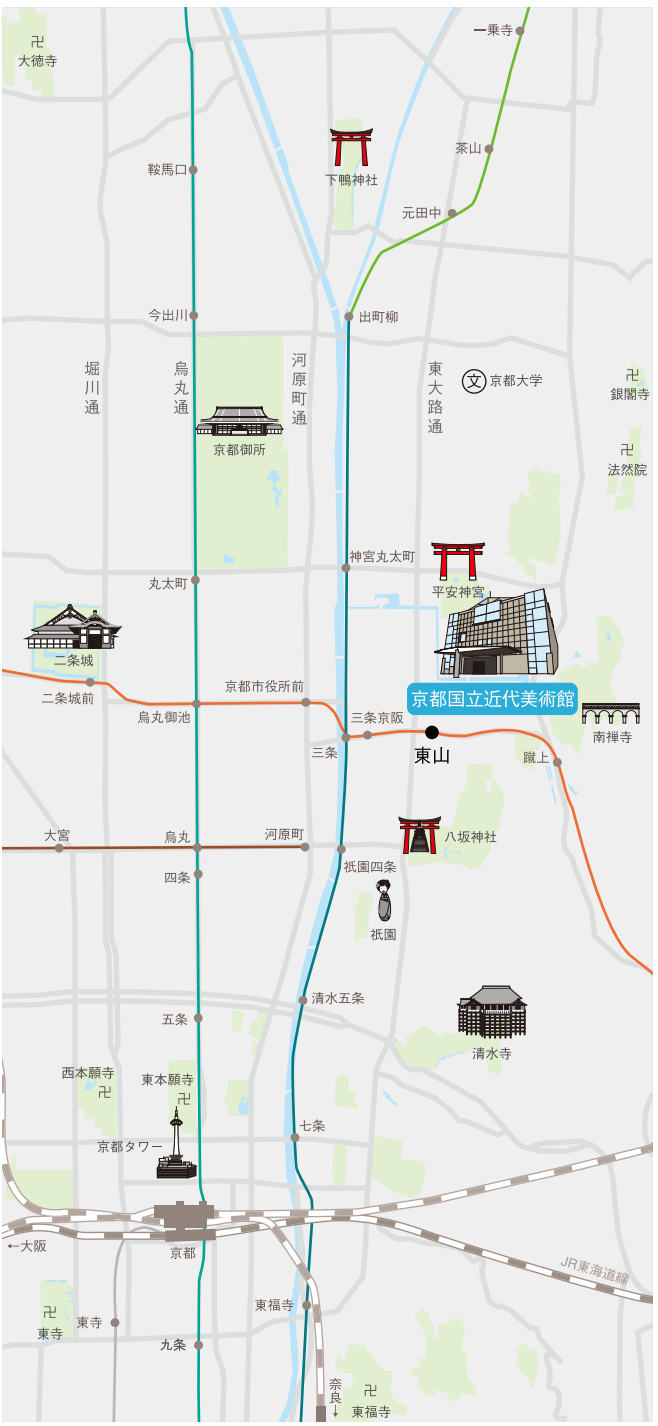 一乗寺
卍
大徳寺
茶山
鞍馬口
下鴨神社
元田中
今出川
出町柳
堀川通
烏丸通
河原町通
東大路通
文 京都大学
卍
銀閣寺
京都御所
卍
法然院
神宮丸太町
丸太町
平安神宮
二条城
京都市役所前
京都国立近代美術館
二条城前
烏丸御池
三条京阪
南禅寺
三条
東山
蹴上
大宮
烏丸
河原町
八坂神社
祇園四条
四条
祇園
清水五条
五条
清水寺
西本願寺
卍
東本願寺
卍
七条
京都タワー
←大阪
京都
JR東海道線
卍
東寺
東寺
東福寺
九条
奈良
↓
卍
東福寺